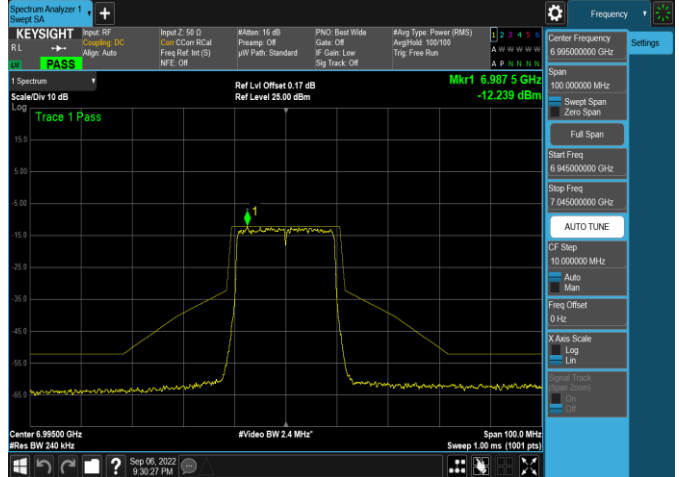 Spectrum Analyzer 1
Swept SA
Frequency
KEYSIGHT
R L
LV
PASS
Input: RF
Coupling: DC
Align: Auto
Input Z: 50 Ω
Corr CCorr RCal
Freq Ref: Int (S)
NFE: Off
#Atten: 16 dB
Preamp: Off
µW Path: Standard
PNO: Best Wide
Gate: Off
IF Gain: Low
Sig Track: Off
#Avg Type: Power (RMS)
Avg|Hold: 100/100
Trig: Free Run
1 2 3 4 5 6
A W W W W W
A P N N N N
Center Frequency
6.995000000 GHz
Settings
Span
100.000000 MHz
Swept Span
Zero Span
Full Span
Start Freq
6.945000000 GHz
Stop Freq
7.045000000 GHz
AUTO TUNE
CF Step
10.000000 MHz
Auto
Man
Freq Offset
0 Hz
X Axis Scale
Log
Lin
Signal Track
(Span Zoom)
On
Off
1 Spectrum
Scale/Div 10 dB
Log
Ref Lvl Offset 0.17 dB
Ref Level 25.00 dBm
Mkr1 6.987 5 GHz
-12.239 dBm
Trace 1 Pass
15.0
5.00
-5.00
1
-15.0
-25.0
-35.0
-45.0
-55.0
-65.0
Center 6.99500 GHz
#Res BW 240 kHz
#Video BW 2.4 MHz*
Span 100.0 MHz
Sweep 1.00 ms (1001 pts)
Sep 06, 2022
9:30:27 PM